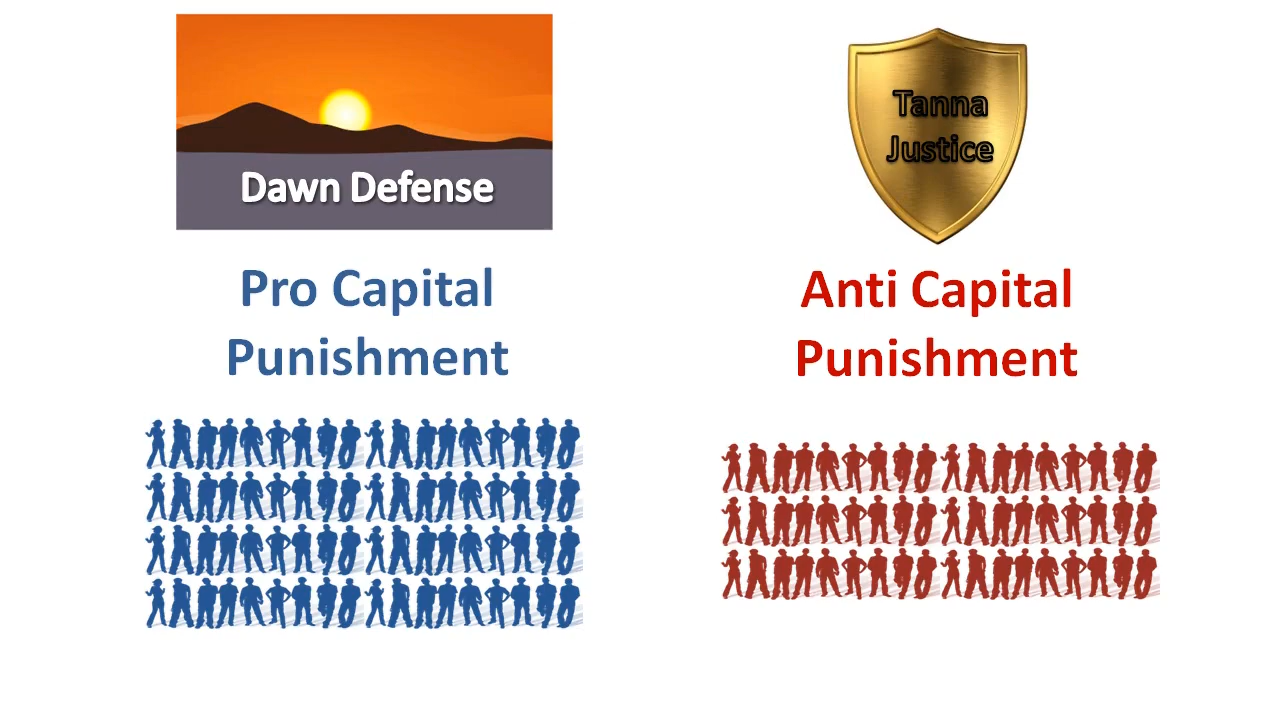 Dawn Defense
Pro Capital
Punishment
Tanna
Justice
Anti Capital
Punishment